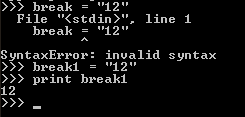 >>> break = "12"
  File "<stdin>", line 1
    break = "12"
          ^
SyntaxError: invalid syntax
>>> break1 = "12"
>>> print break1
12
>>> _